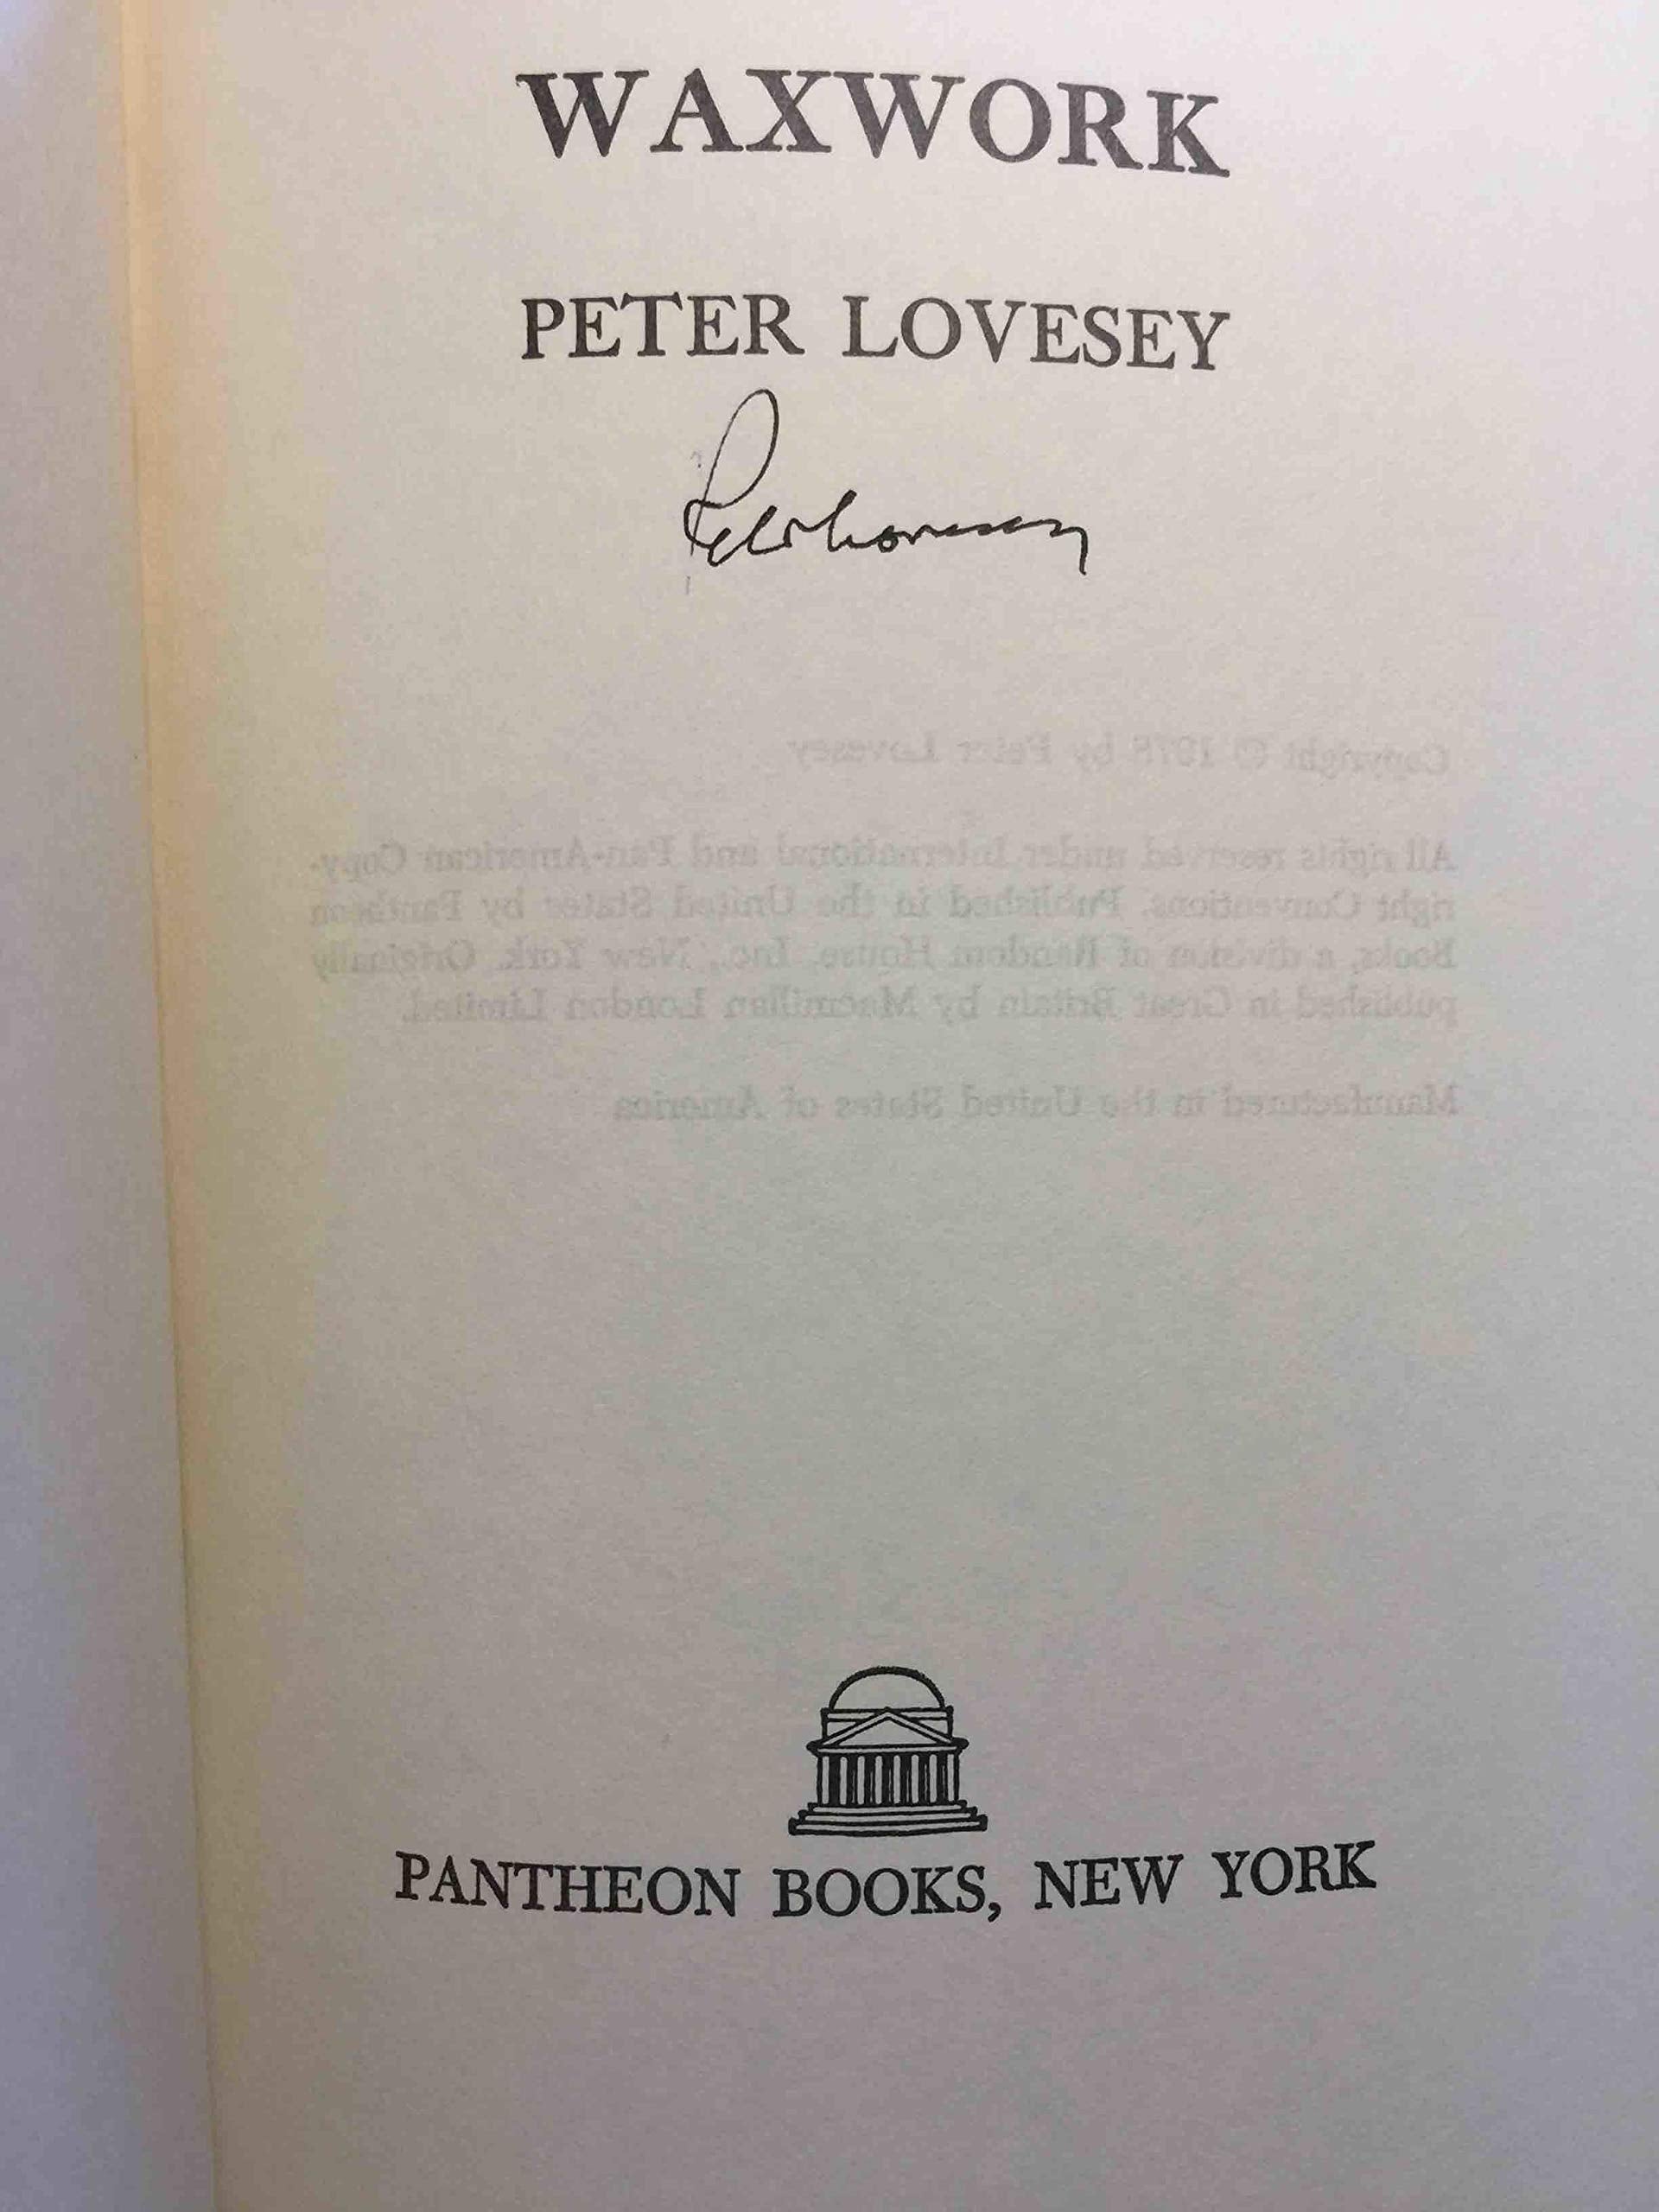 WAXWORK
PETER LOVESEY
Peter Lovesey
Copyright © 1978 by Peter Lovesey
All rights reserved under International and Pan-American Copy-
right Conventions. Published in the United States by Pantheon
Books, a division of Random House, Inc., New York. Originally
published in Great Britain by Macmillan London Limited.
Manufactured in the United States of America
PANTHEON BOOKS, NEW YORK